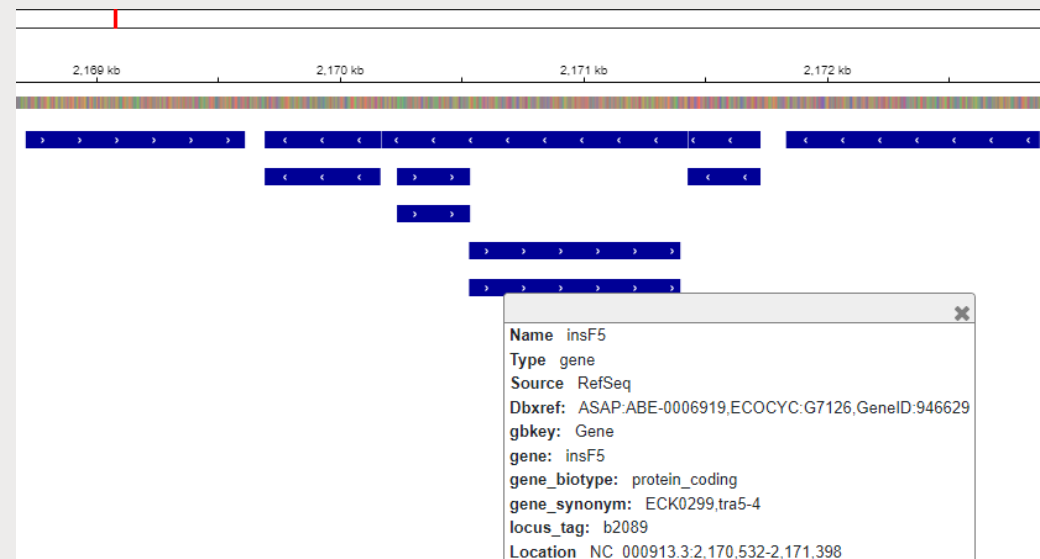 2,169 kb 2,170 kb 2,171 kb 2,172 kb
Name insF5
Type gene
Source RefSeq
Dbxref: ASAP:ABE-0006919,ECOCYC:G7126,GeneID:946629
gbkey: Gene
gene: insF5
gene_biotype: protein_coding
gene_synonym: ECK0299,tra5-4
locus_tag: b2089
Location NC_000913.3:2,170,532-2,171,398